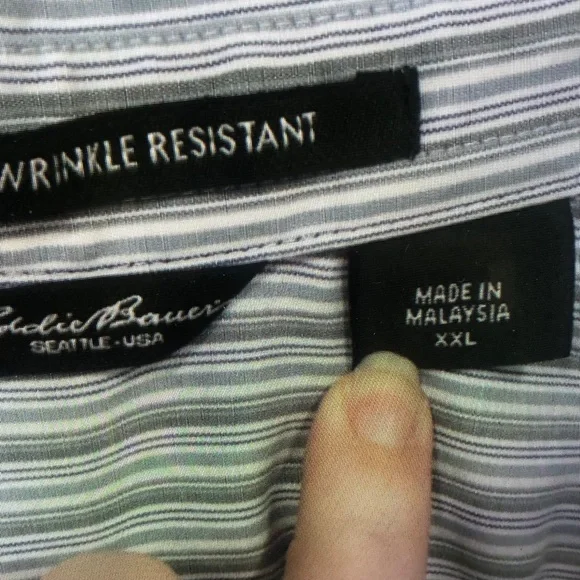 WRINKLE RESISTANT
Eddie Bauer
SEATTLE - USA
MADE IN
MALAYSIA
XXL